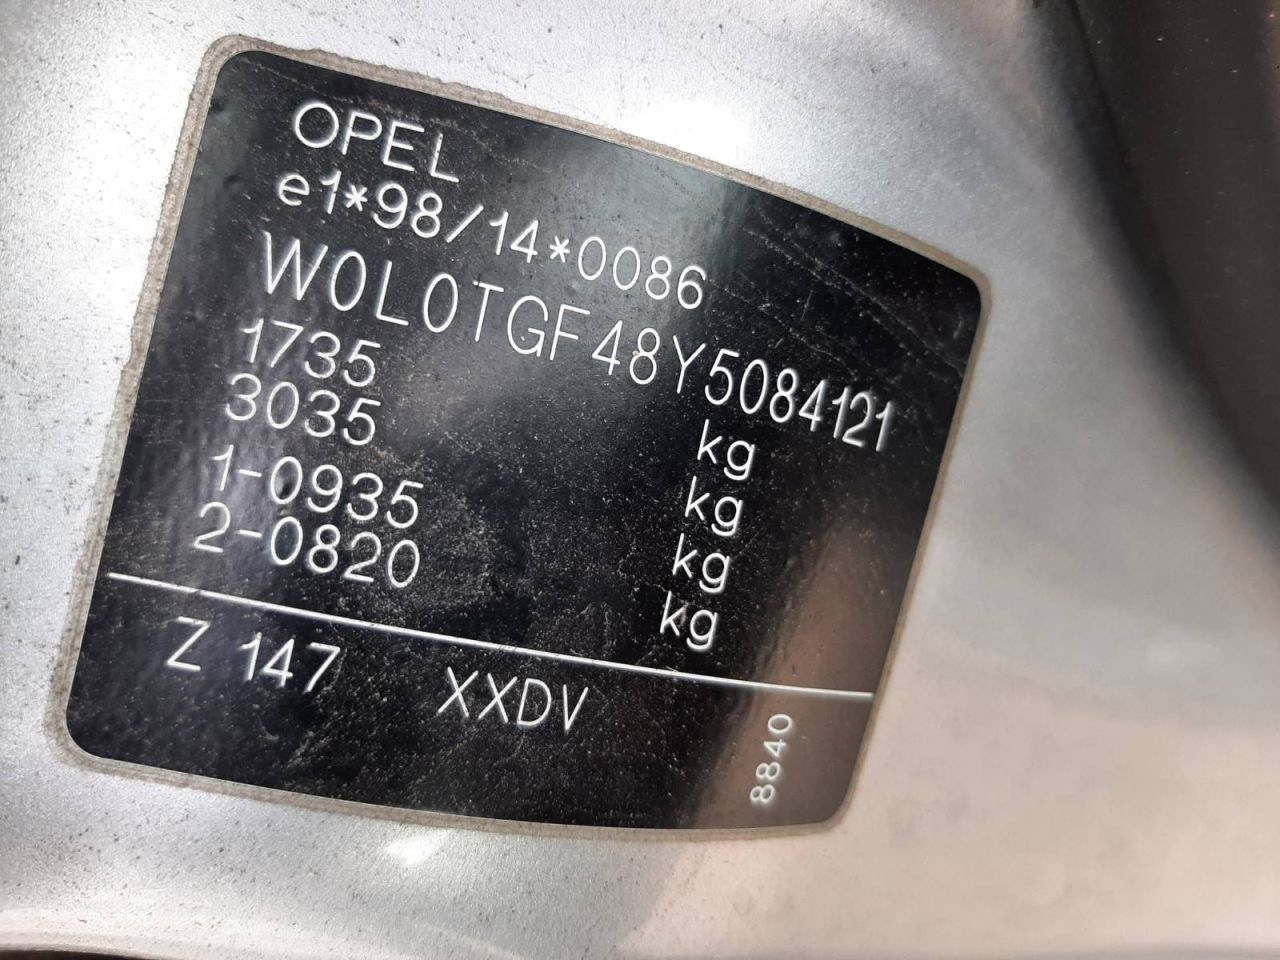 OPEL
e1*98/14*0086
W0L0TGF48Y5084121
1735 kg
3035 kg
1-0935 kg
2-0820 kg
Z 147 XXDV
8840